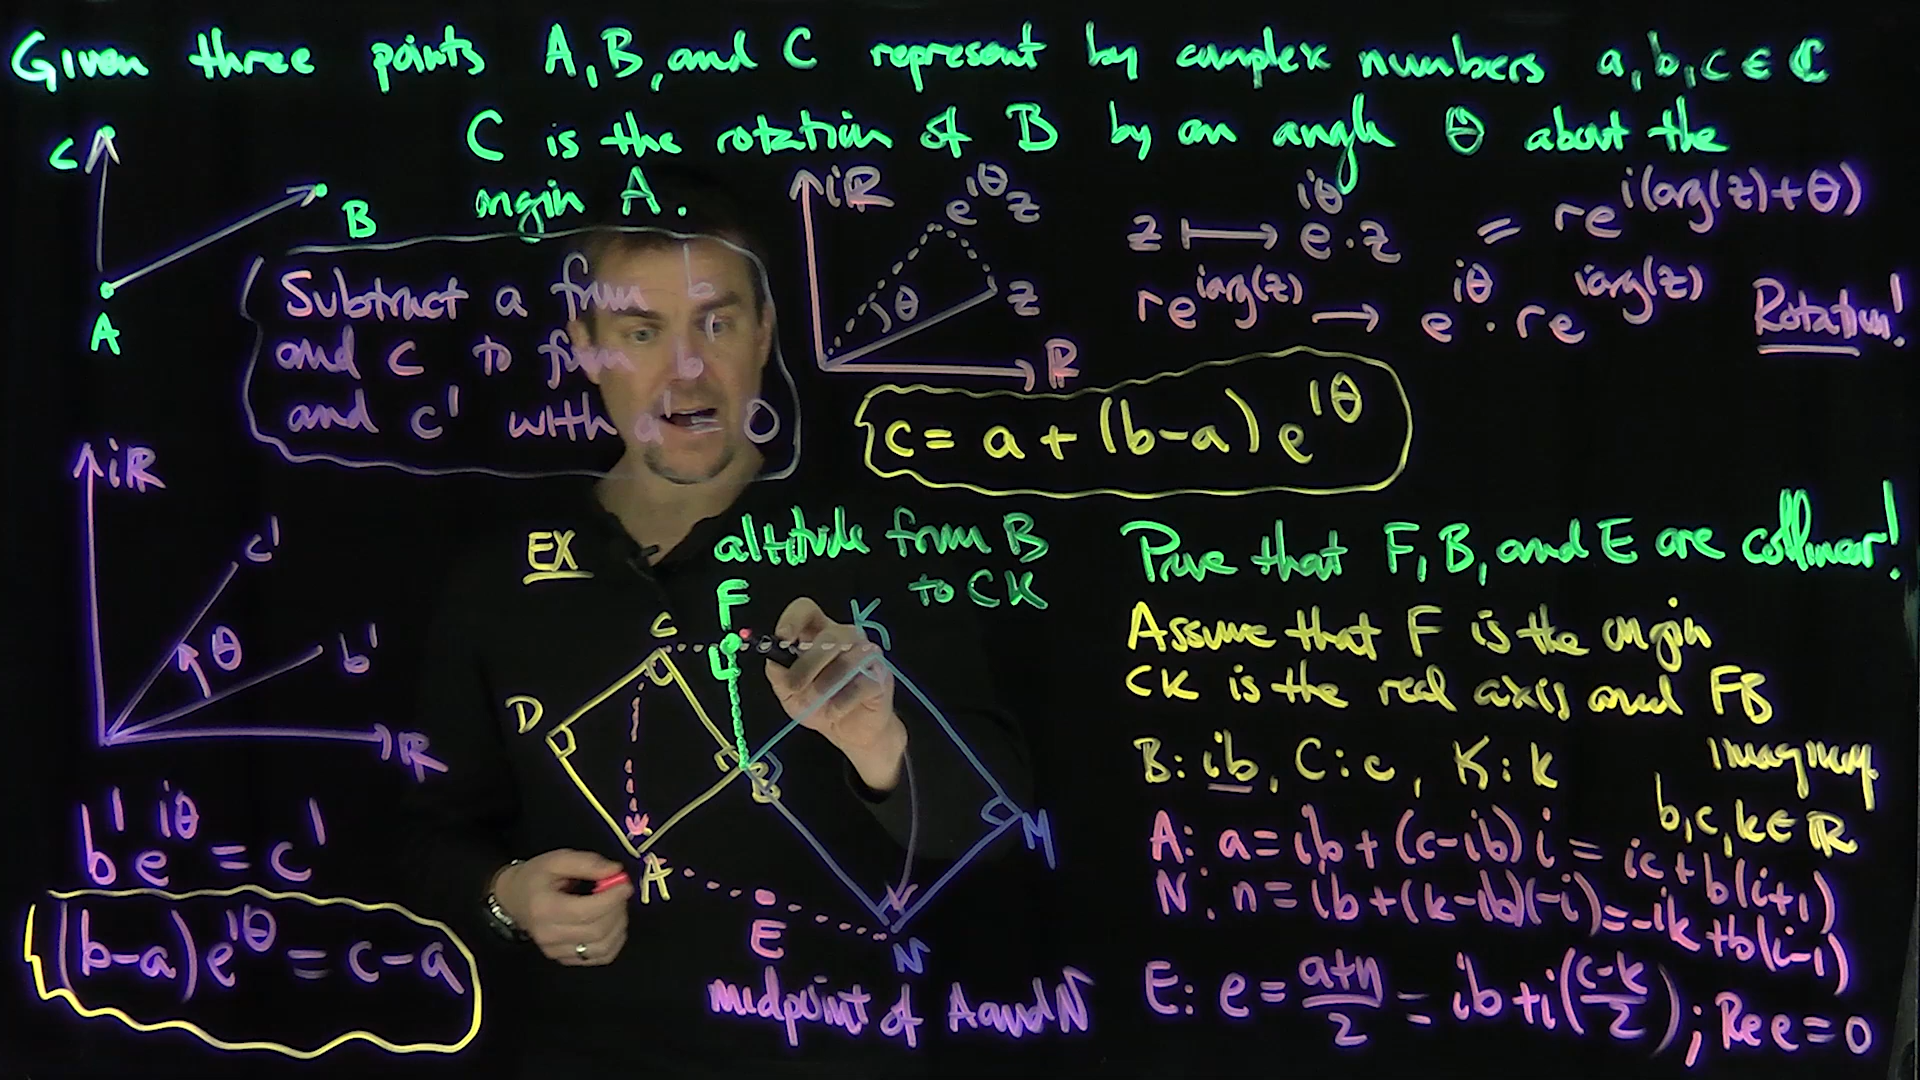 Given three points A, B, and C represent by complex numbers a, b, c ∈ ℂ
C is the rotation of B by an angle θ about the
origin A.
C
B
A
Subtract a from b
and c to form b'
and c' with a' = 0
iℝ
e^{iθ}z
θ
z
ℝ
z ↦ e^{iθ}·z = re^{i(arg(z)+θ)}
re^{iarg(z)} → e^{iθ}·re^{iarg(z)}
Rotation!
c = a + (b-a)e^{iθ}
iℝ
c'
θ
b'
ℝ
b'e^{iθ} = c'
(b-a)e^{iθ} = c-a
EX
altitude from B
to CK
F
C
K
D
B
A
M
E
N
midpoint of A and N
Prove that F, B, and E are collinear!
Assume that F is the origin
CK is the real axis and FB
imaginary.
B: ib, C: c, K: k
b, c, k ∈ ℝ
A: a = ib + (c-ib)i = ic + b(i+1)
N: n = ib + (k-ib)(-i) = -ik + b(i-1)
E: e = \frac{a+n}{2} = ib + i(\frac{c-k}{2}); Re e = 0